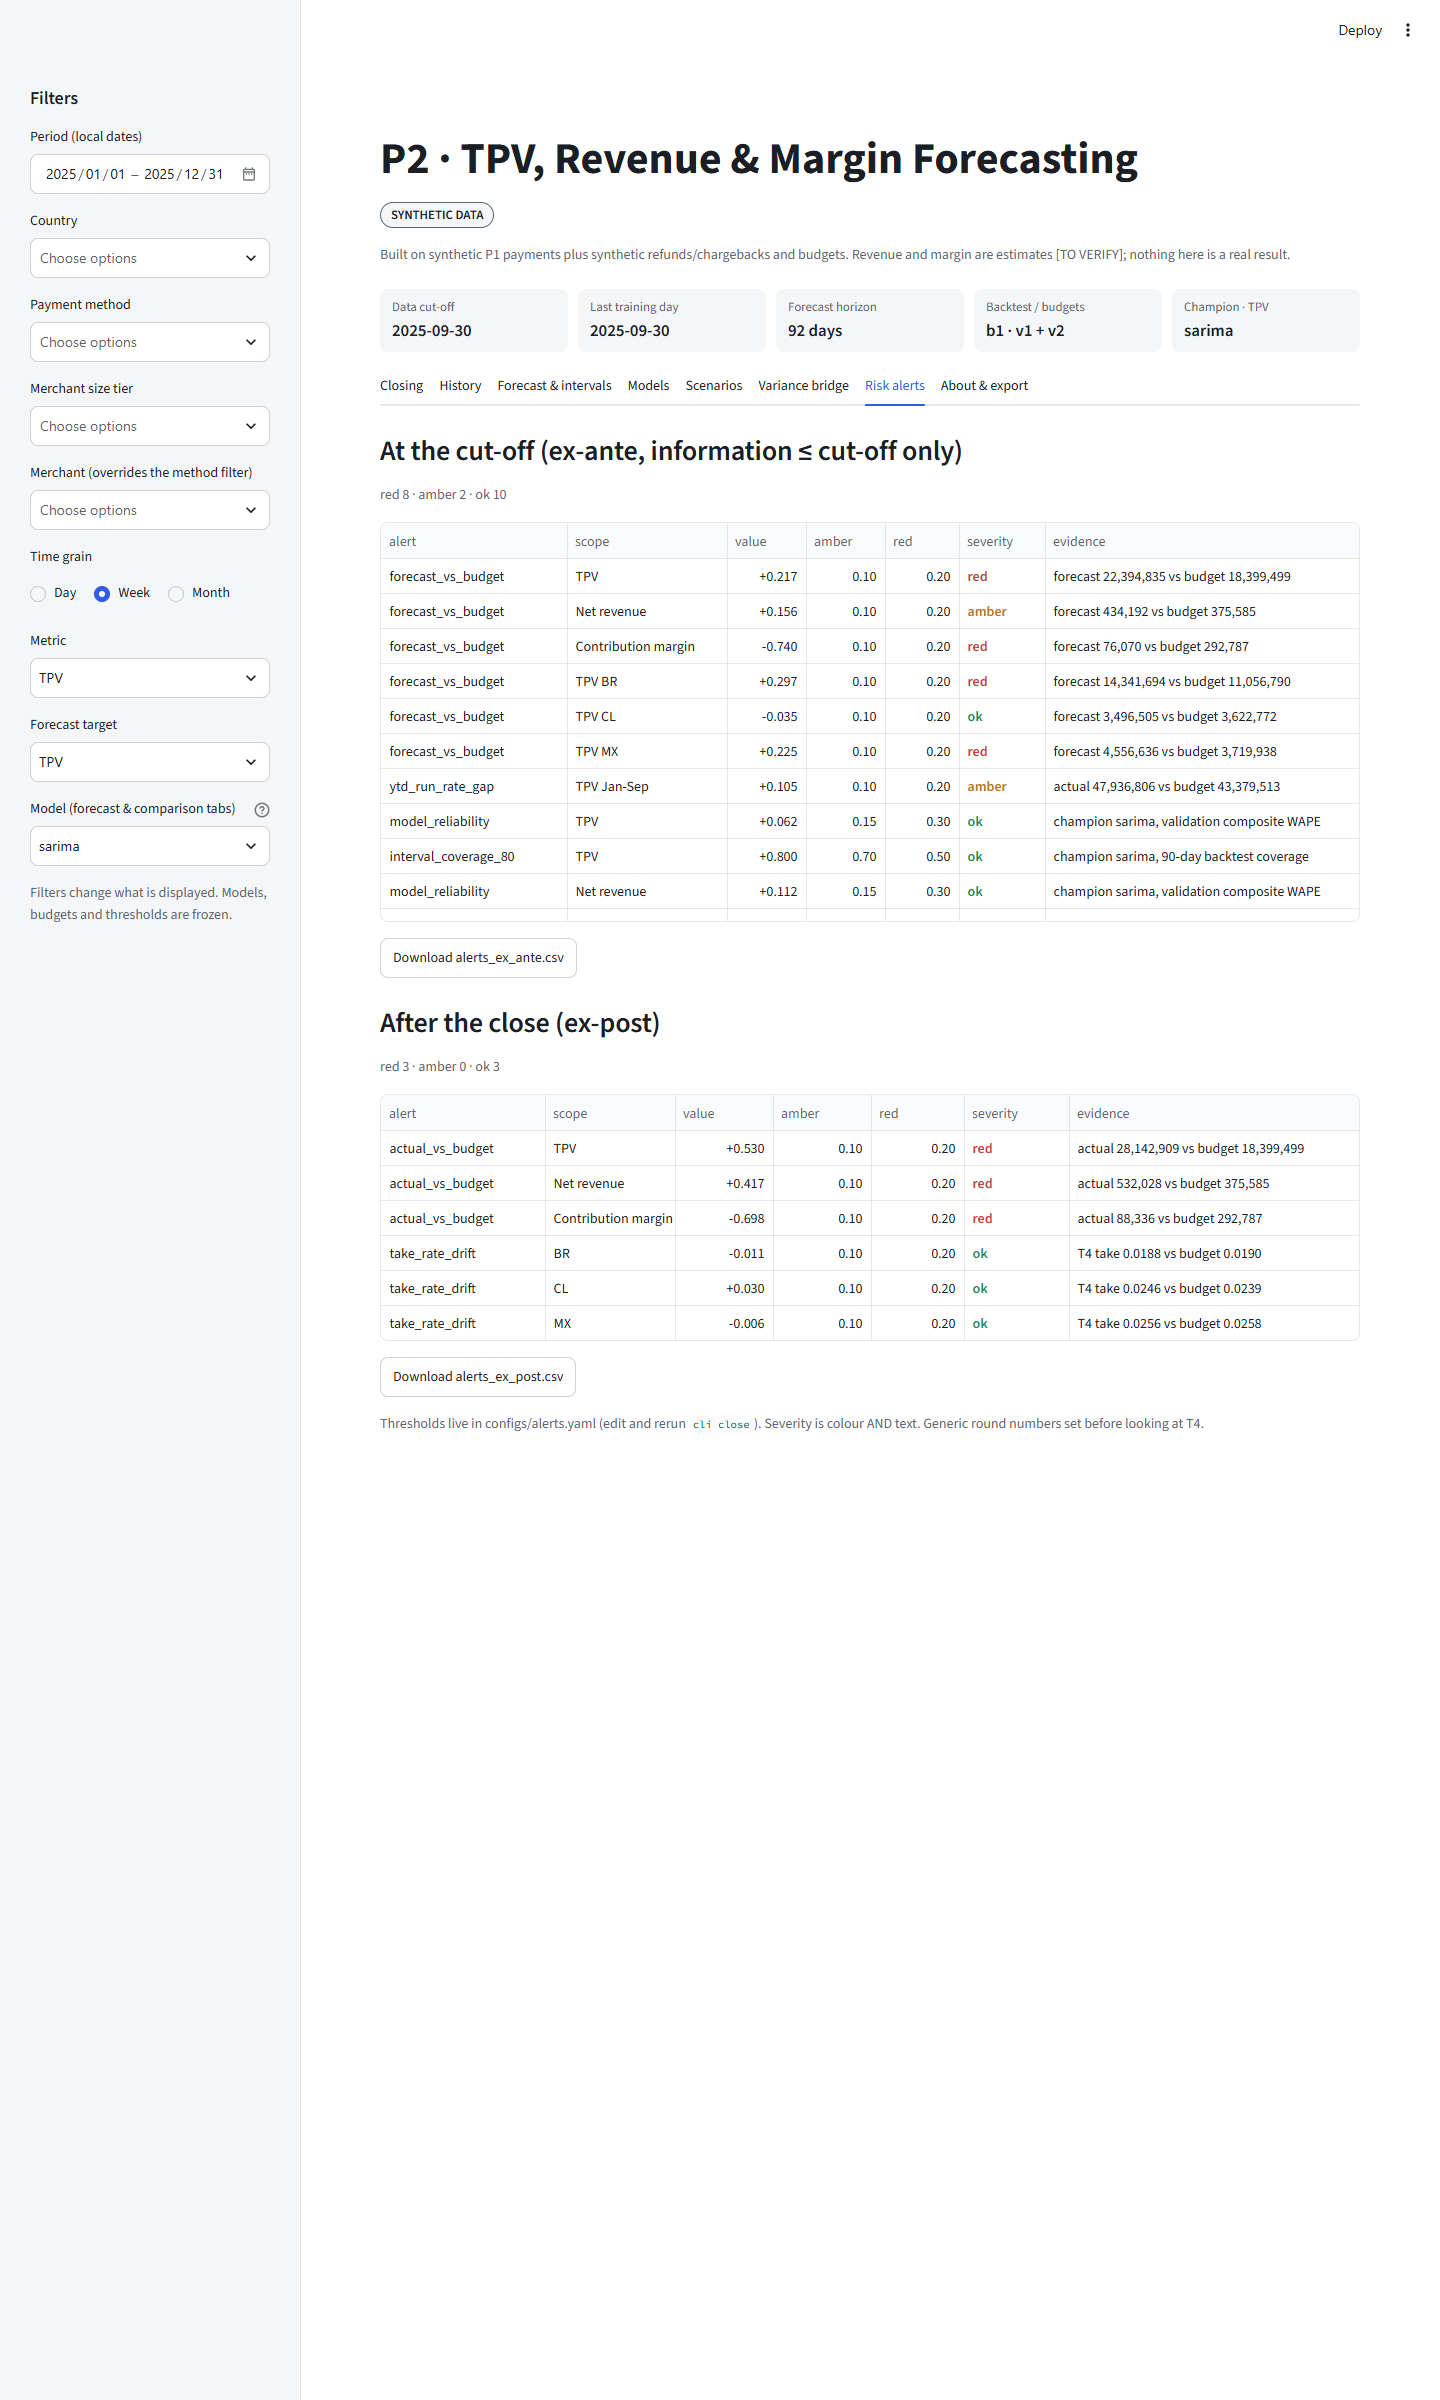 Deploy
Filters
Period (local dates)
2025/01/01 – 2025/12/31
Country
Choose options
Payment method
Choose options
Merchant size tier
Choose options
Merchant (overrides the method filter)
Choose options
Time grain
Day Week Month
Metric
TPV
Forecast target
TPV
Model (forecast & comparison tabs)
sarima
Filters change what is displayed. Models,
budgets and thresholds are frozen.
P2 · TPV, Revenue & Margin Forecasting
SYNTHETIC DATA
Built on synthetic P1 payments plus synthetic refunds/chargebacks and budgets. Revenue and margin are estimates [TO VERIFY]; nothing here is a real result.
Data cut-off Last training day Forecast horizon Backtest / budgets Champion · TPV
2025-09-30 2025-09-30 92 days b1 · v1 + v2 sarima
Closing History Forecast & intervals Models Scenarios Variance bridge Risk alerts About & export
At the cut-off (ex-ante, information ≤ cut-off only)
red 8 · amber 2 · ok 10
alert scope value amber red severity evidence
forecast_vs_budget TPV +0.217 0.10 0.20 red forecast 22,394,835 vs budget 18,399,499
forecast_vs_budget Net revenue +0.156 0.10 0.20 amber forecast 434,192 vs budget 375,585
forecast_vs_budget Contribution margin -0.740 0.10 0.20 red forecast 76,070 vs budget 292,787
forecast_vs_budget TPV BR +0.297 0.10 0.20 red forecast 14,341,694 vs budget 11,056,790
forecast_vs_budget TPV CL -0.035 0.10 0.20 ok forecast 3,496,505 vs budget 3,622,772
forecast_vs_budget TPV MX +0.225 0.10 0.20 red forecast 4,556,636 vs budget 3,719,938
ytd_run_rate_gap TPV Jan-Sep +0.105 0.10 0.20 amber actual 47,936,806 vs budget 43,379,513
model_reliability TPV +0.062 0.15 0.30 ok champion sarima, validation composite WAPE
interval_coverage_80 TPV +0.800 0.70 0.50 ok champion sarima, 90-day backtest coverage
model_reliability Net revenue +0.112 0.15 0.30 ok champion sarima, validation composite WAPE
Download alerts_ex_ante.csv
After the close (ex-post)
red 3 · amber 0 · ok 3
alert scope value amber red severity evidence
actual_vs_budget TPV +0.530 0.10 0.20 red actual 28,142,909 vs budget 18,399,499
actual_vs_budget Net revenue +0.417 0.10 0.20 red actual 532,028 vs budget 375,585
actual_vs_budget Contribution margin -0.698 0.10 0.20 red actual 88,336 vs budget 292,787
take_rate_drift BR -0.011 0.10 0.20 ok T4 take 0.0188 vs budget 0.0190
take_rate_drift CL +0.030 0.10 0.20 ok T4 take 0.0246 vs budget 0.0239
take_rate_drift MX -0.006 0.10 0.20 ok T4 take 0.0256 vs budget 0.0258
Download alerts_ex_post.csv
Thresholds live in configs/alerts.yaml (edit and rerun cli close ). Severity is colour AND text. Generic round numbers set before looking at T4.